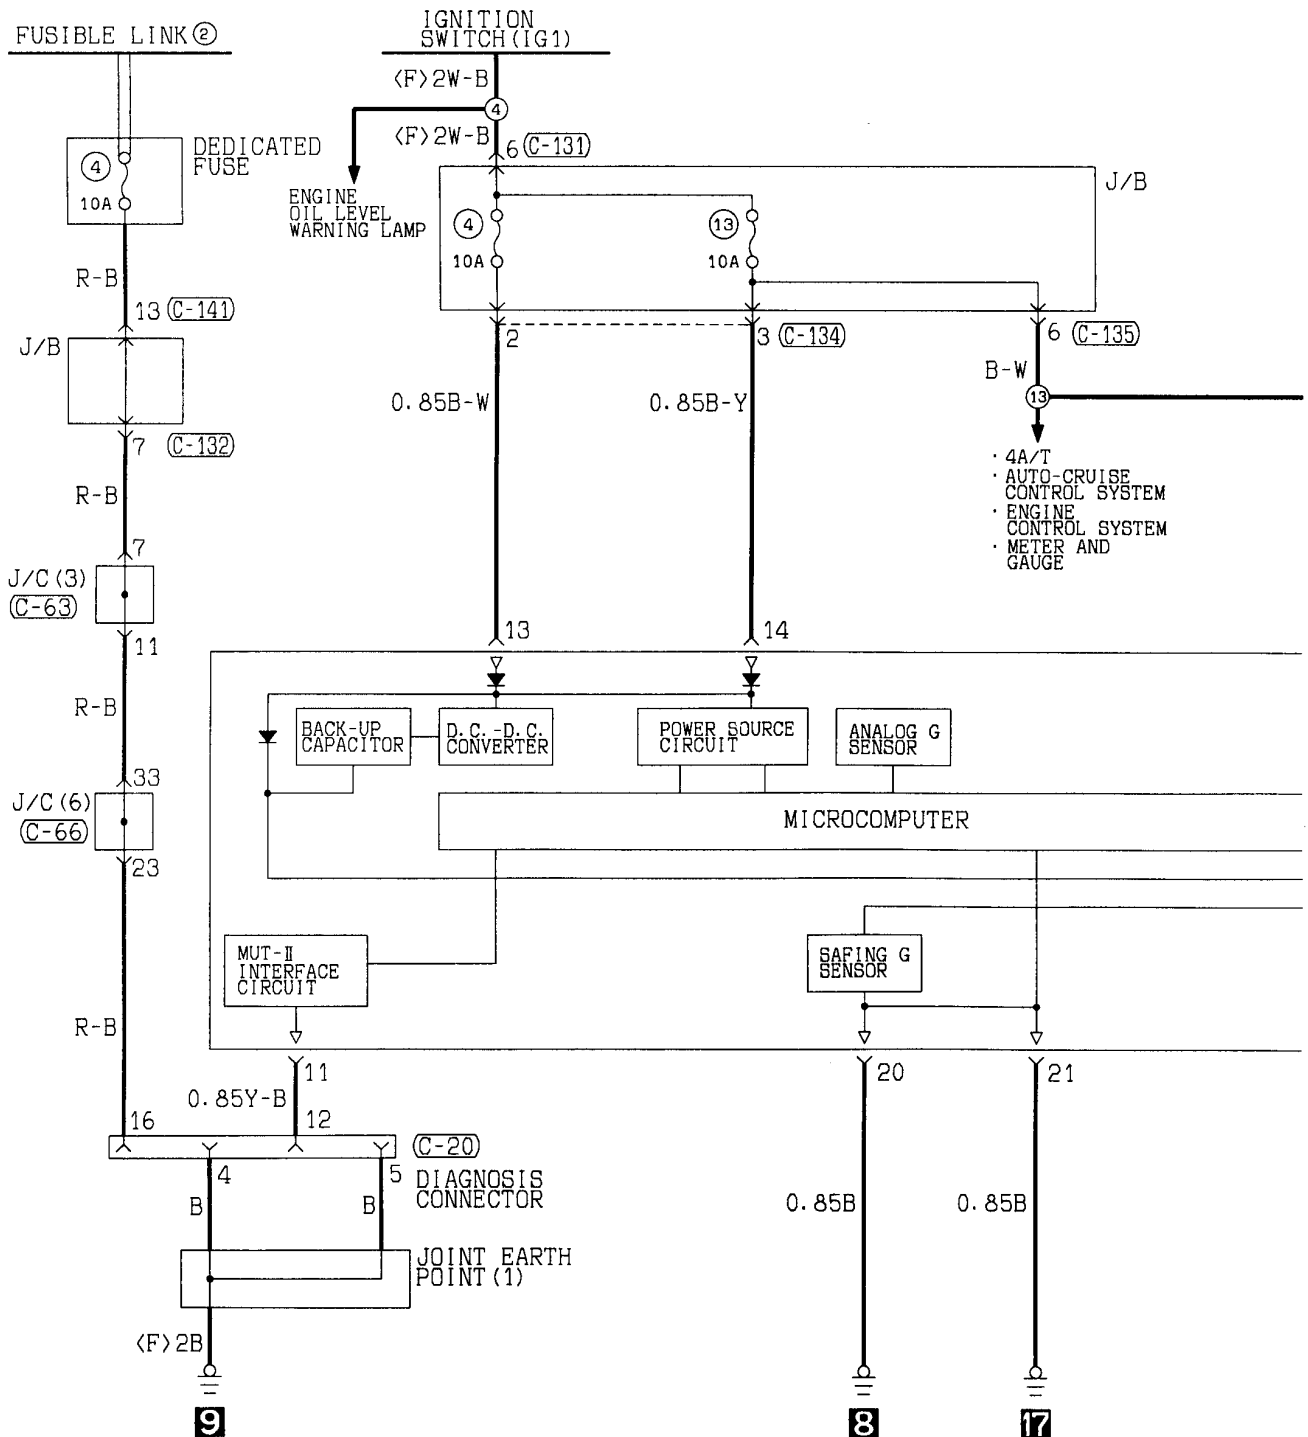 FUSIBLE LINK②
IGNITION
SWITCH(IG1)
⟨F⟩2W-B
4
⟨F⟩2W-B
6 C-131
DEDICATED
FUSE
4
10A
ENGINE
OIL LEVEL
WARNING LAMP
J/B
4
10A
13
10A
R-B
13 C-141
J/B
2
3 C-134
6 C-135
B-W
13
0.85B-W
0.85B-Y
7 C-132
R-B
· 4A/T
· AUTO-CRUISE
CONTROL SYSTEM
· ENGINE
CONTROL SYSTEM
· METER AND
GAUGE
7
J/C(3)
C-63
11
13
14
R-B
BACK-UP
CAPACITOR
D.C.-D.C.
CONVERTER
POWER SOURCE
CIRCUIT
ANALOG G
SENSOR
33
J/C(6)
C-66
23
MICROCOMPUTER
MUT-Ⅱ
INTERFACE
CIRCUIT
SAFING G
SENSOR
R-B
11
20
21
0.85Y-B
16
12
C-20
4
5
DIAGNOSIS
CONNECTOR
B
B
0.85B
0.85B
JOINT EARTH
POINT(1)
⟨F⟩2B
9
8
17